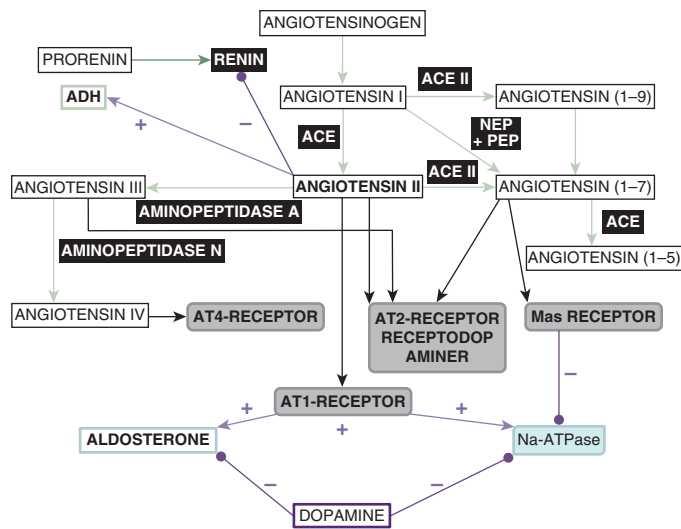 ANGIOTENSINOGEN
PRORENIN
RENIN
ACE II
ADH
ANGIOTENSIN I
ANGIOTENSIN (1–9)
+
–
ACE
NEP
+ PEP
ANGIOTENSIN III
ANGIOTENSIN II
ACE II
ANGIOTENSIN (1–7)
AMINOPEPTIDASE A
ACE
AMINOPEPTIDASE N
ANGIOTENSIN (1–5)
ANGIOTENSIN IV
AT4-RECEPTOR
AT2-RECEPTOR
RECEPTODOP
AMINER
Mas RECEPTOR
–
AT1-RECEPTOR
+
+
+
ALDOSTERONE
Na-ATPase
–
–
DOPAMINE